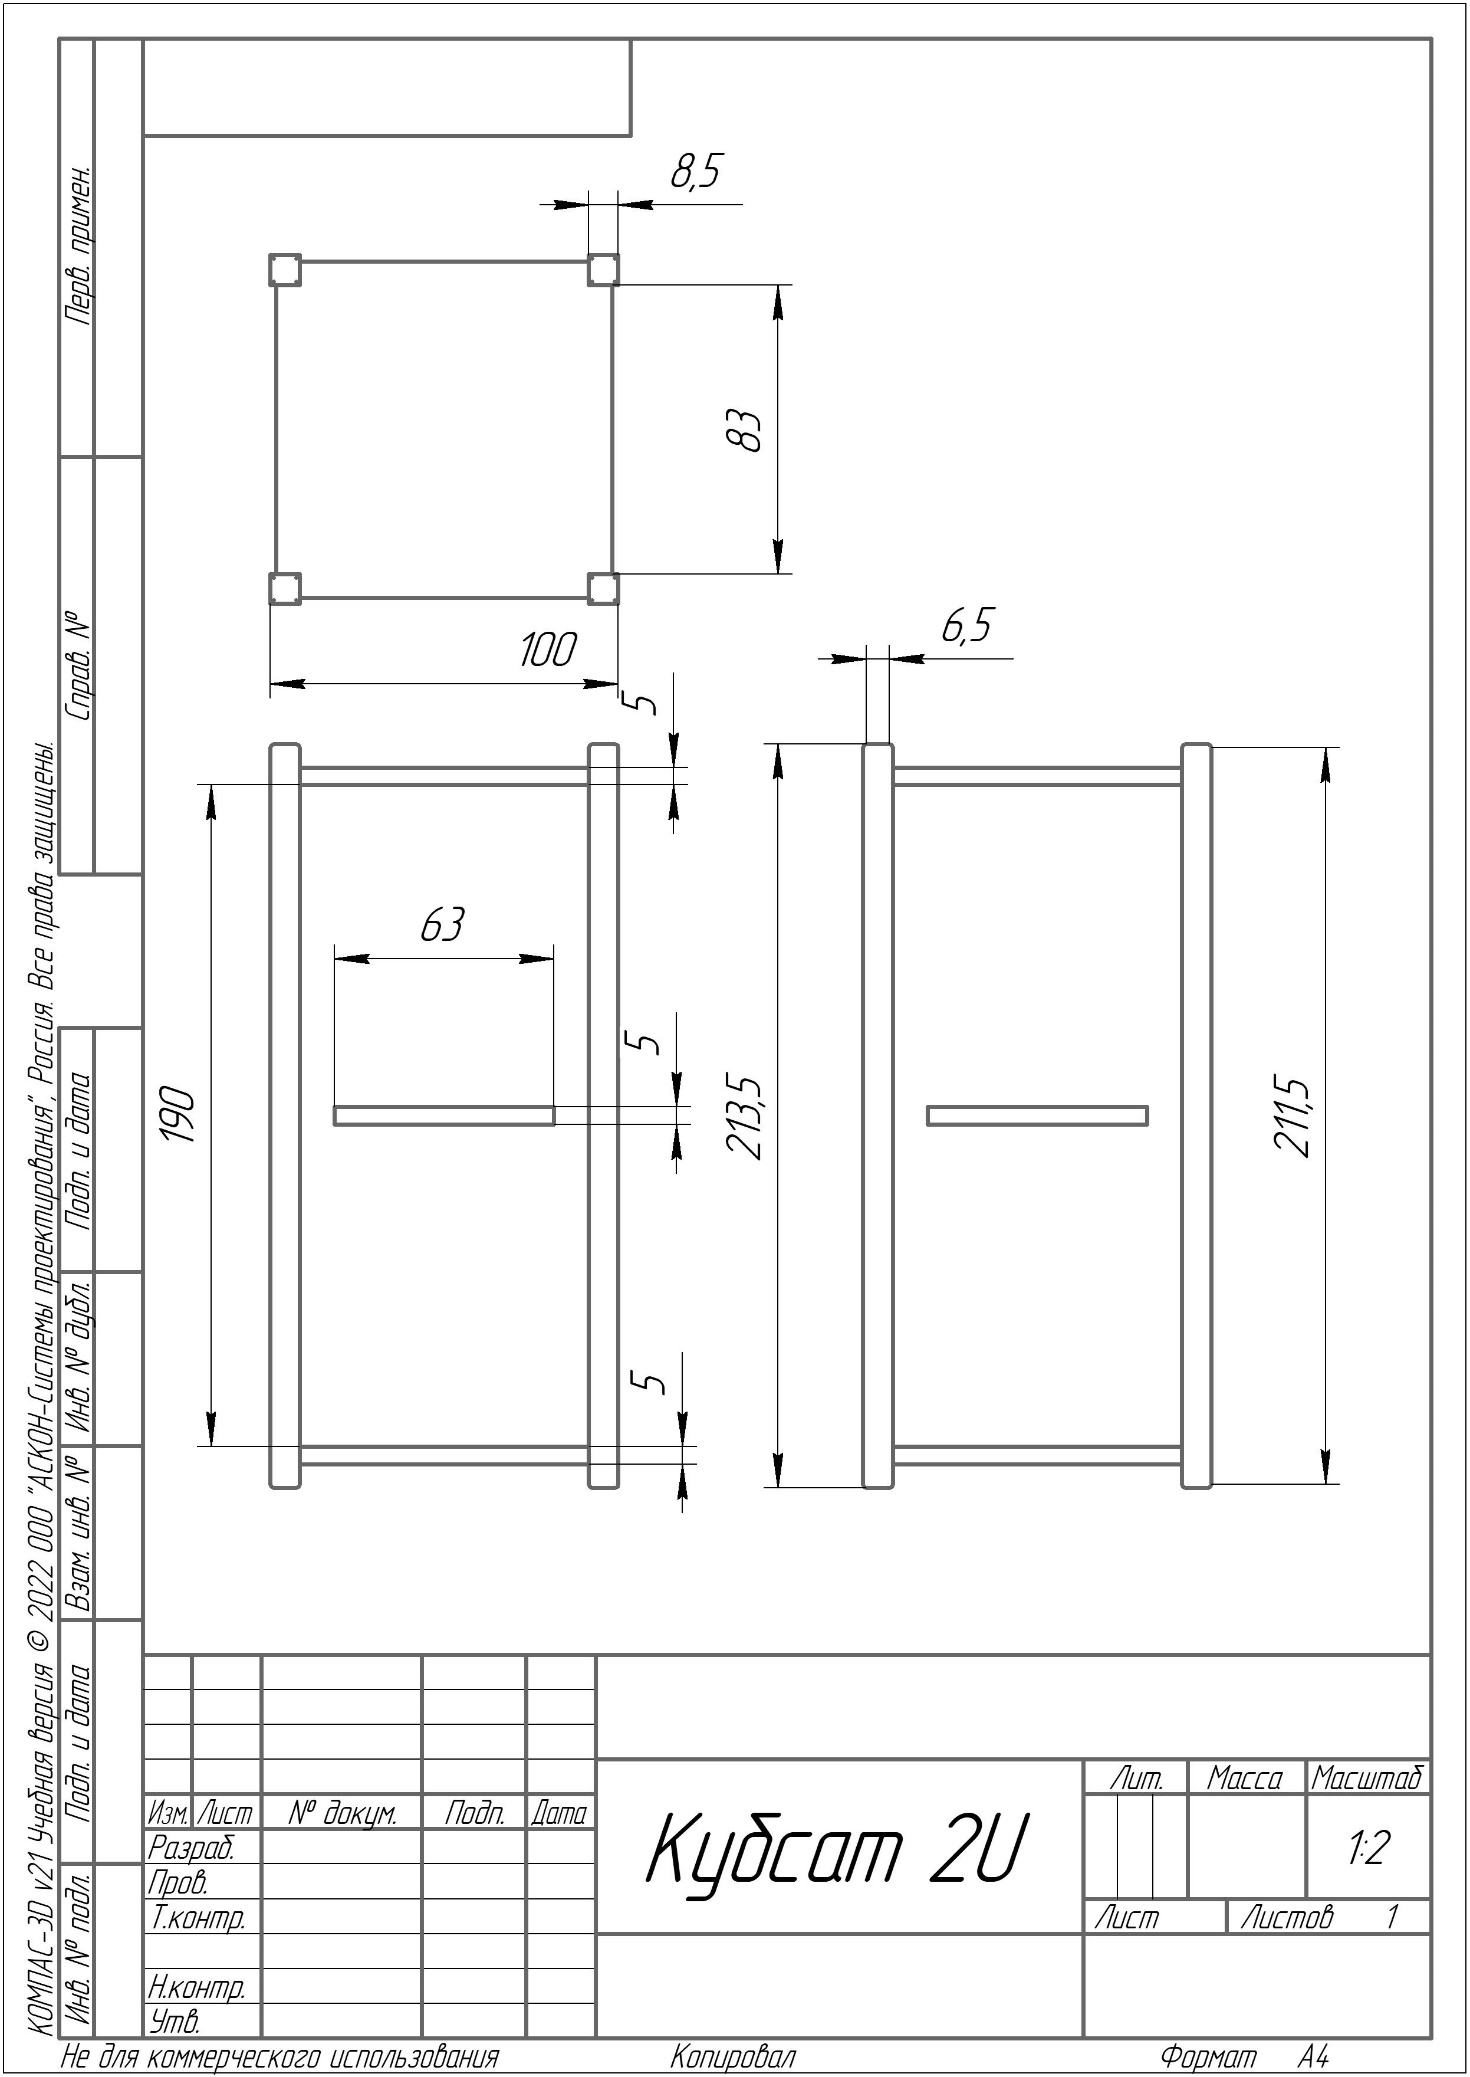 8,5
83
100
6,5
5
63
5
190
213,5
211,5
5
Перв. примен.
Справ. №
Подп. и дата
Инв. № дубл.
Взам. инв. №
Подп. и дата
Инв. № подл.
КОМПАС-3D v21 Учебная версия © 2022 ООО "АСКОН-Системы проектирования", Россия. Все права защищены.
Изм. Лист № докум. Подп. Дата
Разраб.
Пров.
Т.контр.
Н.контр.
Утв.
Кубсат 2U
Лит. Масса Масштаб
1:2
Лист Листов 1
Не для коммерческого использования Копировал Формат А4